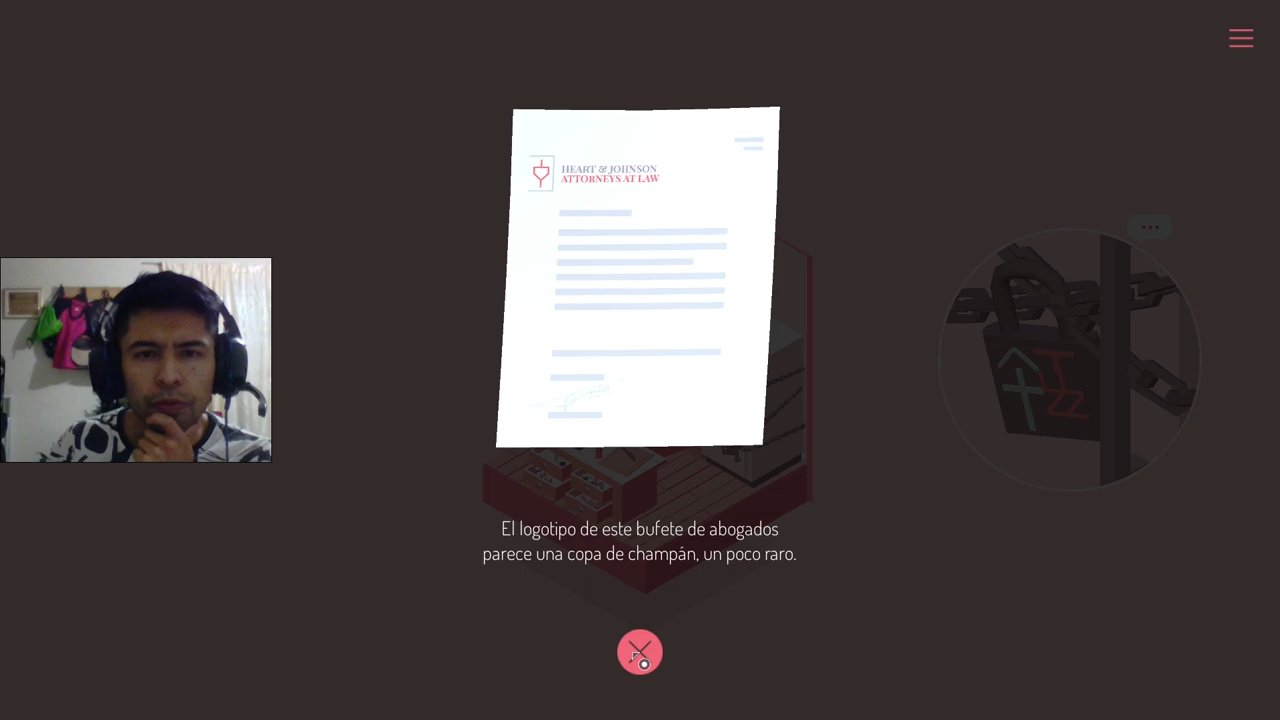 HEART & JOHNSON
ATTORNEYS AT LAW
El logotipo de este bufete de abogados
parece una copa de champán, un poco raro.